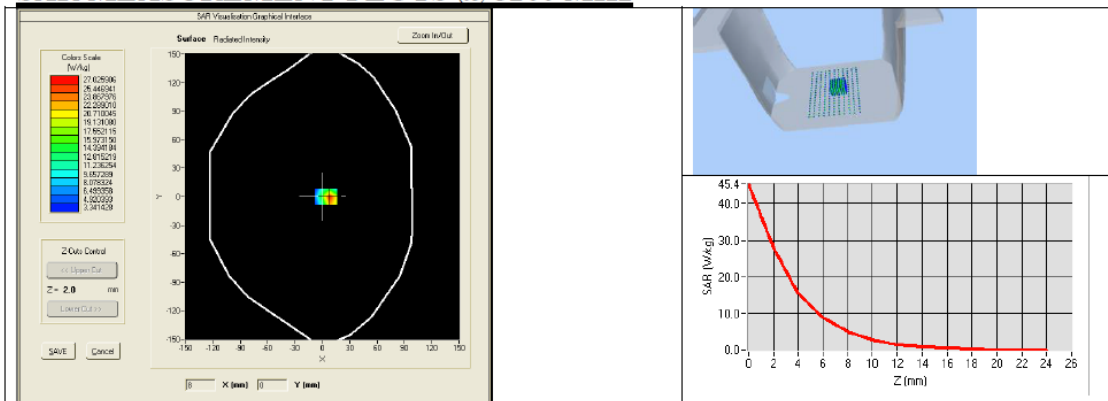 SAR Visualisation Graphical Interface
Surface Radiated Intensity
Zoom In/Out
Colors Scale
(W/kg)
27.025906
25.446941
23.867976
22.289010
20.710045
19.131080
17.552115
15.973150
14.394184
12.815219
11.236254
9.657289
8.078324
6.499358
4.920393
3.341428
150
120
90
60
30
0
-30
-60
-90
-120
-150
Y
-150 -120 -90 -60 -30 0 30 60 90 120 150
X
Z-Cuts Control
<< Upper Cut
Z = 2.0 mm
Lower Cut >>
SAVE Cancel
8 X (mm) 0 Y (mm)
45.4
40.0
30.0
20.0
10.0
0.0
SAR (W/kg)
0 2 4 6 8 10 12 14 16 18 20 22 24 26
Z (mm)